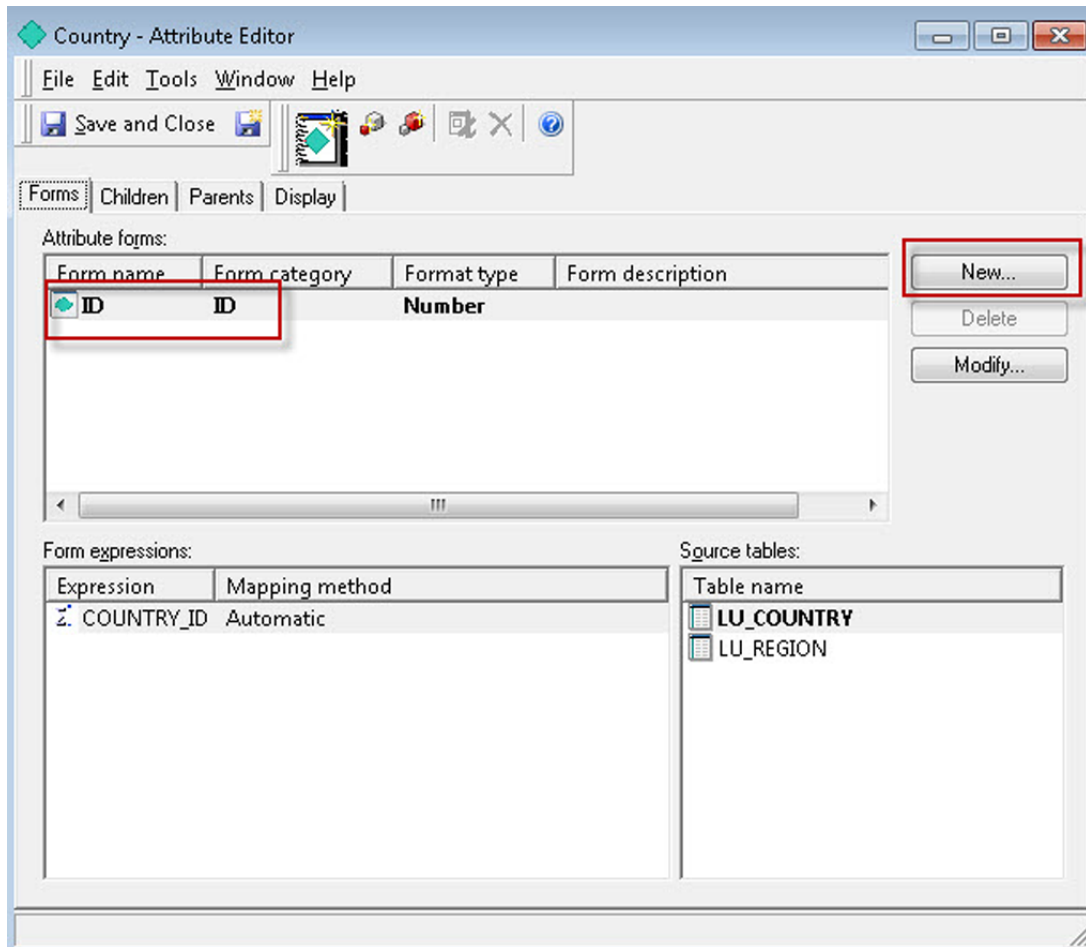 Country - Attribute Editor
File Edit Tools Window Help
Save and Close
Forms Children Parents Display
Attribute forms:
Form name Form category Format type Form description
ID ID Number
New...
Delete
Modify...
Form expressions:
Expression Mapping method
COUNTRY_ID Automatic
Source tables:
Table name
LU_COUNTRY
LU_REGION